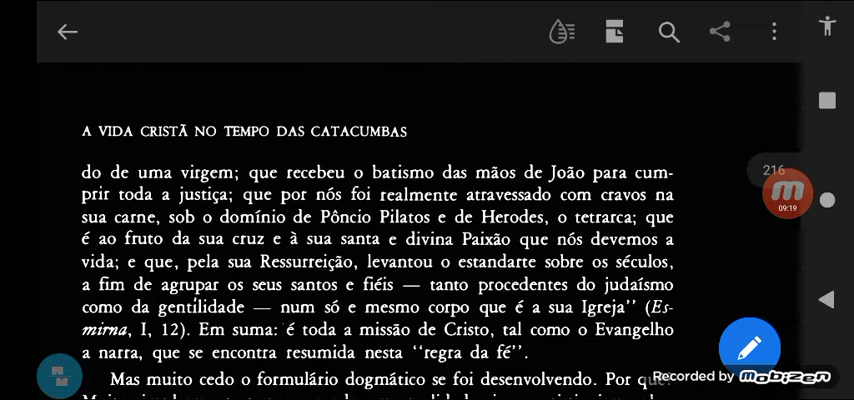 A VIDA CRISTÃ NO TEMPO DAS CATACUMBAS
216
09:19
do de uma virgem; que recebeu o batismo das mãos de João para cum-
prir toda a justiça; que por nós foi realmente atravessado com cravos na
sua carne, sob o domínio de Pôncio Pilatos e de Herodes, o tetrarca; que
é ao fruto da sua cruz e à sua santa e divina Paixão que nós devemos a
vida; e que, pela sua Ressurreição, levantou o estandarte sobre os séculos,
a fim de agrupar os seus santos e fiéis — tanto procedentes do judaísmo
como da gentilidade — num só e mesmo corpo que é a sua Igreja'' (Es-
mirna, I, 12). Em suma: é toda a missão de Cristo, tal como o Evangelho
a narra, que se encontra resumida nesta ''regra da fé''.
Mas muito cedo o formulário dogmático se foi desenvolvendo. Por que?
Recorded by mobizen